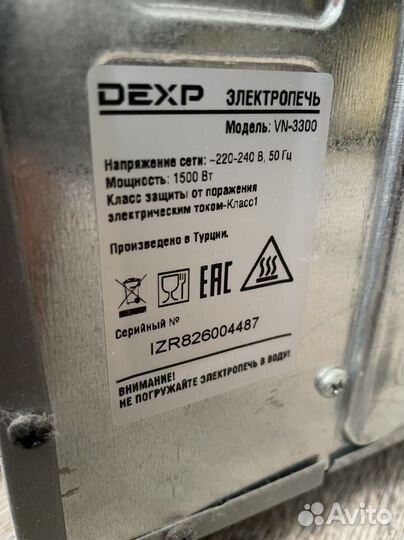 DEXP ЭЛЕКТРОПЕЧЬ
Модель: VN-3300
Напряжение сети: ~220-240 В, 50 Гц
Мощность: 1500 Вт
Класс защиты от поражения
электрическим током-Класс1
Произведено в Турции.
EAC
Серийный №
IZR826004487
ВНИМАНИЕ!
НЕ ПОГРУЖАЙТЕ ЭЛЕКТРОПЕЧЬ В ВОДУ!
Avito